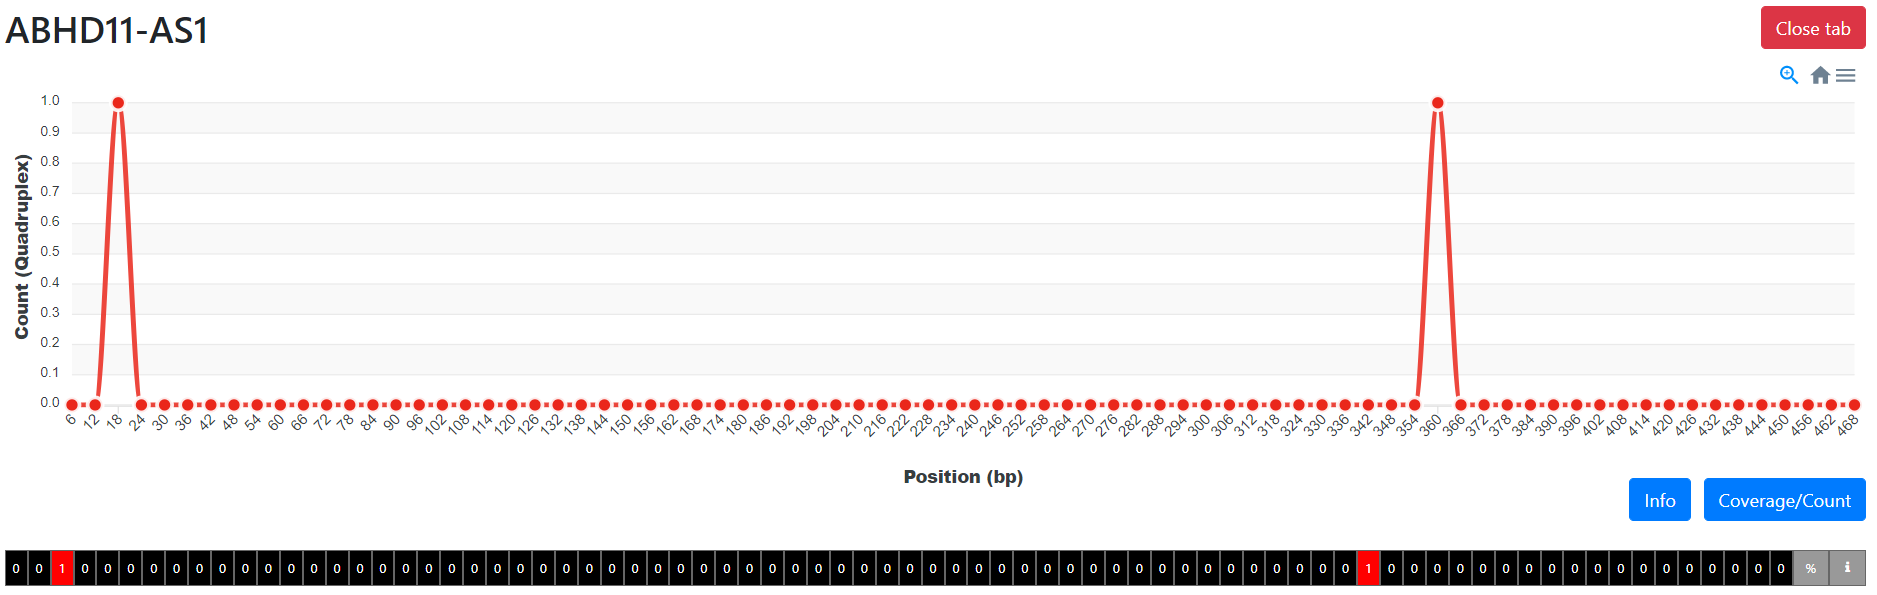 ABHD11-AS1
Close tab
Count (Quadruplex)
1.0
0.9
0.8
0.7
0.6
0.5
0.4
0.3
0.2
0.1
0.0
6 12 18 24 30 36 42 48 54 60 66 72 78 84 90 96 102 108 114 120 126 132 138 144 150 156 162 168 174 180 186 192 198 204 210 216 222 228 234 240 246 252 258 264 270 276 282 288 294 300 306 312 318 324 330 336 342 348 354 360 366 372 378 384 390 396 402 408 414 420 426 432 438 444 450 456 462 468
Position (bp)
Info Coverage/Count
0 0 1 0 0 0 0 0 0 0 0 0 0 0 0 0 0 0 0 0 0 0 0 0 0 0 0 0 0 0 0 0 0 0 0 0 0 0 0 0 0 0 0 0 0 0 0 0 0 0 0 0 0 0 0 0 0 0 0 1 0 0 0 0 0 0 0 0 0 0 0 0 0 0 0 0 0 0 % i